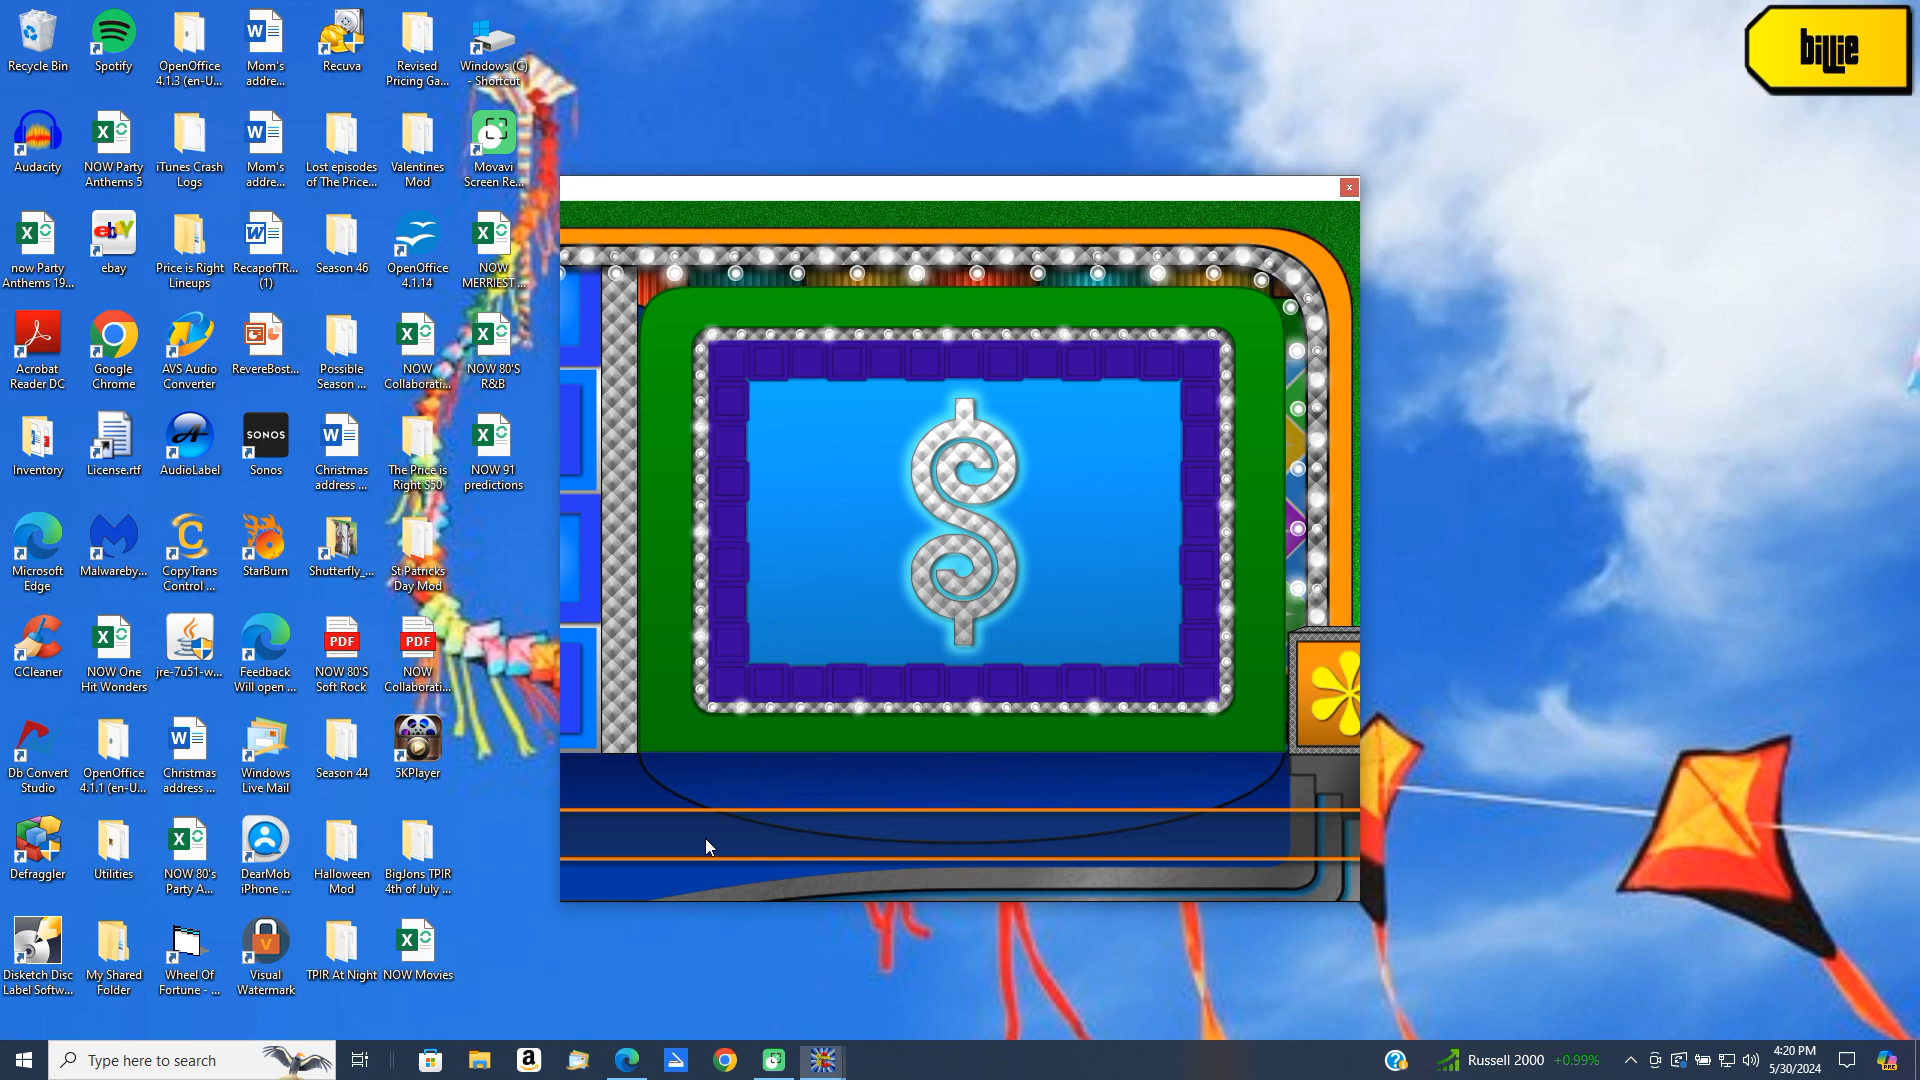 Recycle Bin
Spotify
OpenOffice
4.1.3 (en-U...
Mom's
addre...
Recuva
Revised
Pricing Ga...
Windows (C)
- Shortcut
billie
Audacity
NOW Party
Anthems 5
iTunes Crash
Logs
Mom's
addre...
Lost episodes
of The Price...
Valentines
Mod
Movavi
Screen Re...
now Party
Anthems 19...
ebay
ebay
Price is Right
Lineups
RecapofTR...
(1)
Season 46
OpenOffice
4.1.14
NOW
MERRIEST ...
Acrobat
Reader DC
Google
Chrome
AVS Audio
Converter
RevereBost...
Possible
Season ...
NOW
Collaborati...
NOW 80'S
R&B
Inventory
License.rtf
AudioLabel
SONOS
Sonos
Christmas
address ...
The Price is
Right S50
NOW 91
predictions
Microsoft
Edge
Malwareby...
CopyTrans
Control ...
StarBurn
Shutterfly_...
St Patricks
Day Mod
CCleaner
NOW One
Hit Wonders
jre-7u51-w...
Feedback
Will open ...
PDF
NOW 80'S
Soft Rock
PDF
NOW
Collaborati...
Db Convert
Studio
OpenOffice
4.1.1 (en-U...
Christmas
address ...
Windows
Live Mail
Season 44
5KPlayer
Defraggler
Utilities
NOW 80's
Party A...
DearMob
iPhone ...
Halloween
Mod
BigJons TPIR
4th of July ...
Disketch Disc
Label Softw...
My Shared
Folder
Wheel Of
Fortune - ...
Visual
Watermark
TPIR At Night
NOW Movies
Type here to search
Russell 2000 +0.99%
4:20 PM
5/30/2024